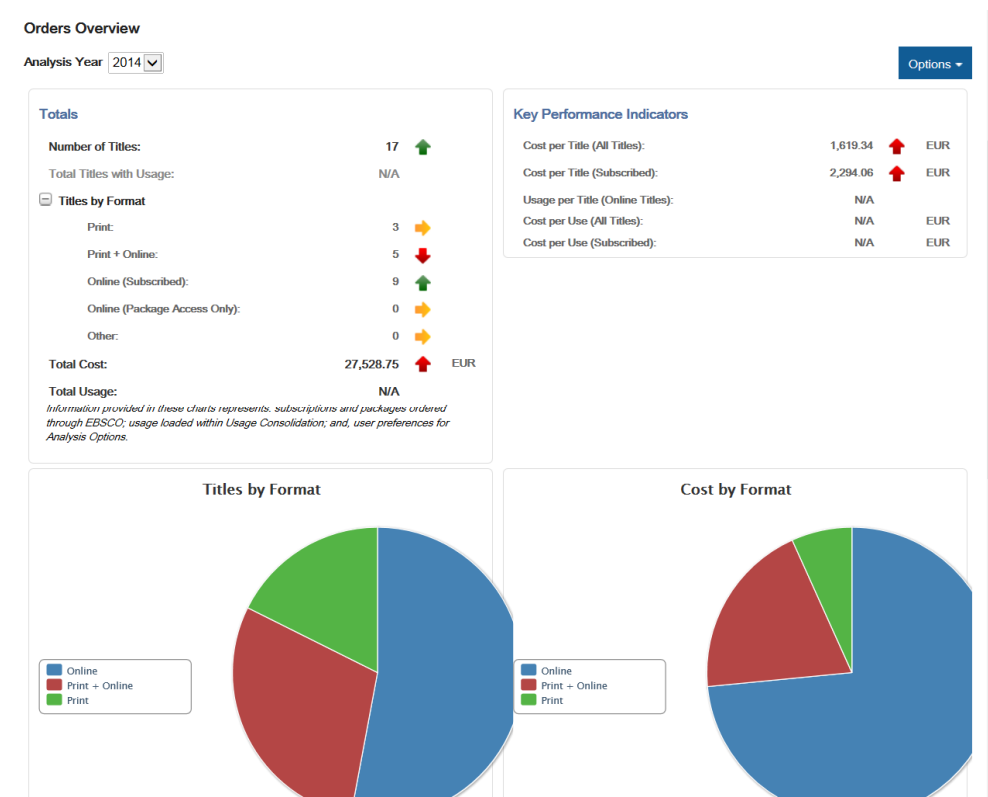 Orders Overview
Analysis Year 2014
Options
Totals
Number of Titles: 17
Total Titles with Usage: N/A
Titles by Format
Print: 3
Print + Online: 5
Online (Subscribed): 9
Online (Package Access Only): 0
Other: 0
Total Cost: 27,528.75 EUR
Total Usage: N/A
Information provided in these charts represents: subscriptions and packages ordered
through EBSCO; usage loaded within Usage Consolidation; and, user preferences for
Analysis Options.
Key Performance Indicators
Cost per Title (All Titles): 1,619.34 EUR
Cost per Title (Subscribed): 2,294.06 EUR
Usage per Title (Online Titles): N/A
Cost per Use (All Titles): N/A EUR
Cost per Use (Subscribed): N/A EUR
Titles by Format
Online
Print + Online
Print
Cost by Format
Online
Print + Online
Print